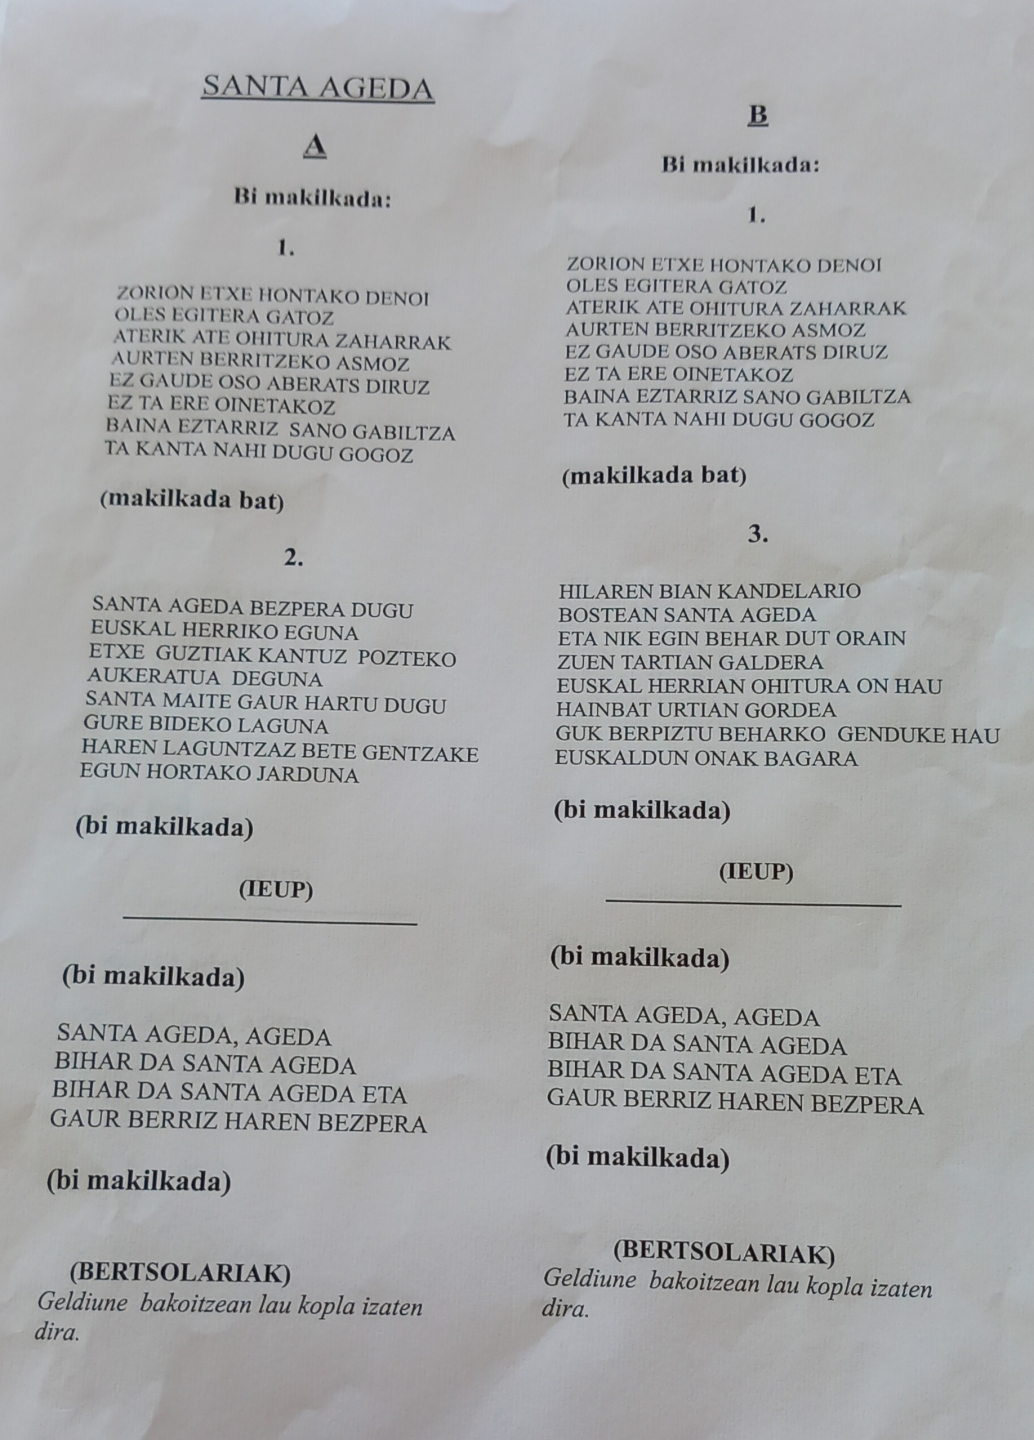 SANTA AGEDA
A
Bi makilkada:
1.
ZORION ETXE HONTAKO DENOI
OLES EGITERA GATOZ
ATERIK ATE OHITURA ZAHARRAK
AURTEN BERRITZEKO ASMOZ
EZ GAUDE OSO ABERATS DIRUZ
EZ TA ERE OINETAKOZ
BAINA EZTARRIZ SANO GABILTZA
TA KANTA NAHI DUGU GOGOZ
(makilkada bat)
2.
SANTA AGEDA BEZPERA DUGU
EUSKAL HERRIKO EGUNA
ETXE GUZTIAK KANTUZ POZTEKO
AUKERATUA DEGUNA
SANTA MAITE GAUR HARTU DUGU
GURE BIDEKO LAGUNA
HAREN LAGUNTZAZ BETE GENTZAKE
EGUN HORTAKO JARDUNA
(bi makilkada)
(IEUP)
(bi makilkada)
SANTA AGEDA, AGEDA
BIHAR DA SANTA AGEDA
BIHAR DA SANTA AGEDA ETA
GAUR BERRIZ HAREN BEZPERA
(bi makilkada)
(BERTSOLARIAK)
Geldiune bakoitzean lau kopla izaten
dira.
B
Bi makilkada:
1.
ZORION ETXE HONTAKO DENOI
OLES EGITERA GATOZ
ATERIK ATE OHITURA ZAHARRAK
AURTEN BERRITZEKO ASMOZ
EZ GAUDE OSO ABERATS DIRUZ
EZ TA ERE OINETAKOZ
BAINA EZTARRIZ SANO GABILTZA
TA KANTA NAHI DUGU GOGOZ
(makilkada bat)
3.
HILAREN BIAN KANDELARIO
BOSTEAN SANTA AGEDA
ETA NIK EGIN BEHAR DUT ORAIN
ZUEN TARTIAN GALDERA
EUSKAL HERRIAN OHITURA ON HAU
HAINBAT URTIAN GORDEA
GUK BERPIZTU BEHARKO GENDUKE HAU
EUSKALDUN ONAK BAGARA
(bi makilkada)
(IEUP)
(bi makilkada)
SANTA AGEDA, AGEDA
BIHAR DA SANTA AGEDA
BIHAR DA SANTA AGEDA ETA
GAUR BERRIZ HAREN BEZPERA
(bi makilkada)
(BERTSOLARIAK)
Geldiune bakoitzean lau kopla izaten
dira.